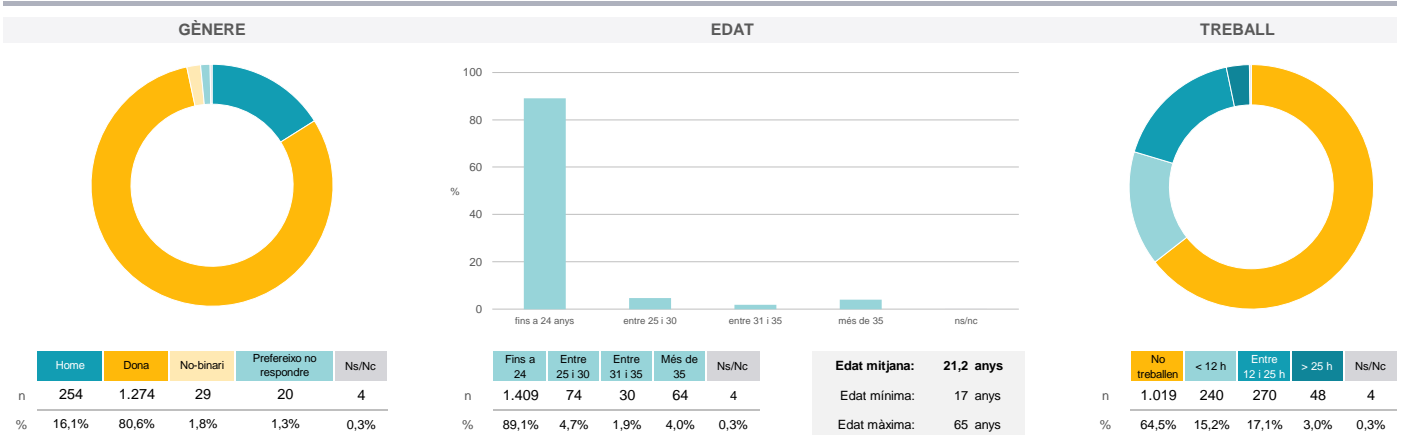 GÈNERE
EDAT
TREBALL
100
80
60
%
40
20
0
fins a 24 anys
entre 25 i 30
entre 31 i 35
més de 35
ns/nc
Home Dona No-binari Prefereixo no respondre Ns/Nc
n 254 1.274 29 20 4
% 16,1% 80,6% 1,8% 1,3% 0,3%
Fins a 24 Entre 25 i 30 Entre 31 i 35 Més de 35 Ns/Nc
n 1.409 74 30 64 4
% 89,1% 4,7% 1,9% 4,0% 0,3%
Edat mitjana: 21,2 anys
Edat mínima: 17 anys
Edat màxima: 65 anys
No treballen < 12 h Entre 12 i 25 h > 25 h Ns/Nc
n 1.019 240 270 48 4
% 64,5% 15,2% 17,1% 3,0% 0,3%